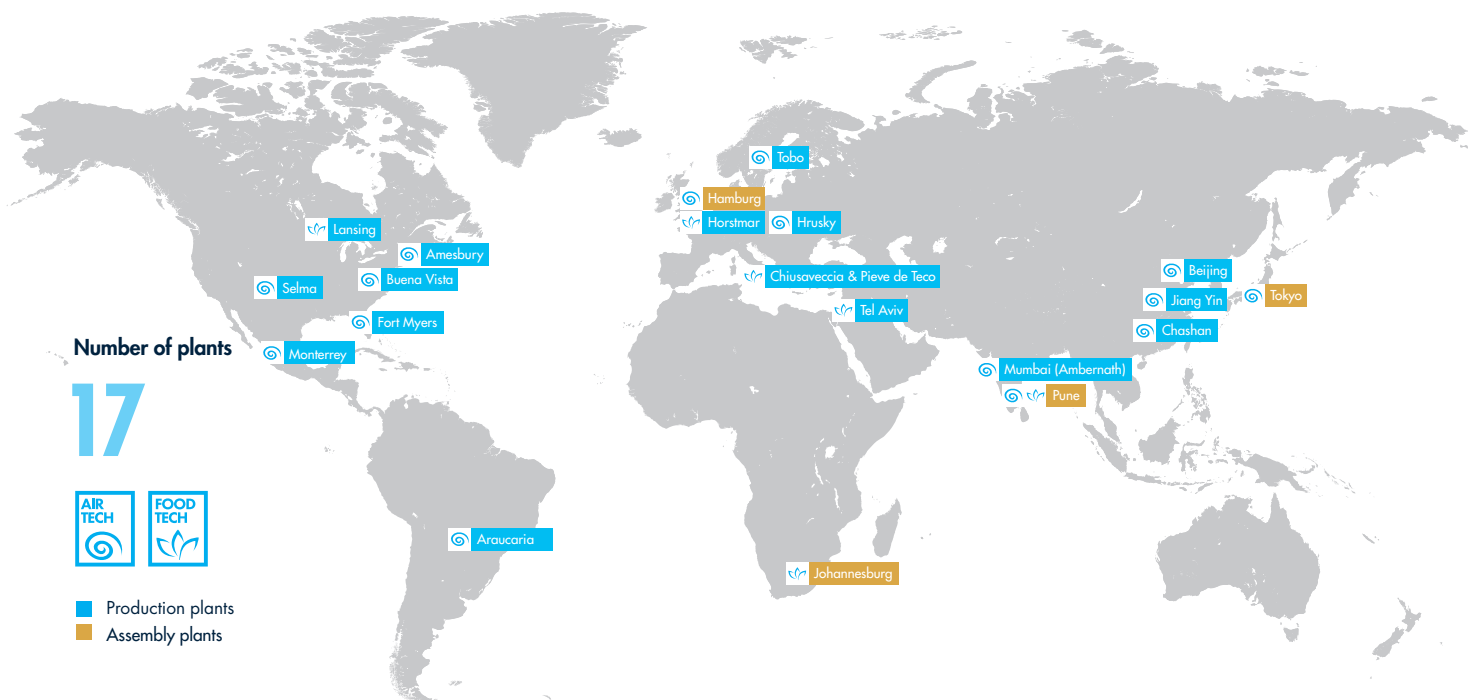 Tobo
Hamburg
Horstmar
Hrusky
Lansing
Amesbury
Buena Vista
Selma
Fort Myers
Monterrey
Chiusaveccia & Pieve de Teco
Tel Aviv
Beijing
Jiang Yin
Tokyo
Chashan
Mumbai (Ambernath)
Pune
Araucaria
Johannesburg
Number of plants
17
AIR
TECH
FOOD
TECH
Production plants
Assembly plants